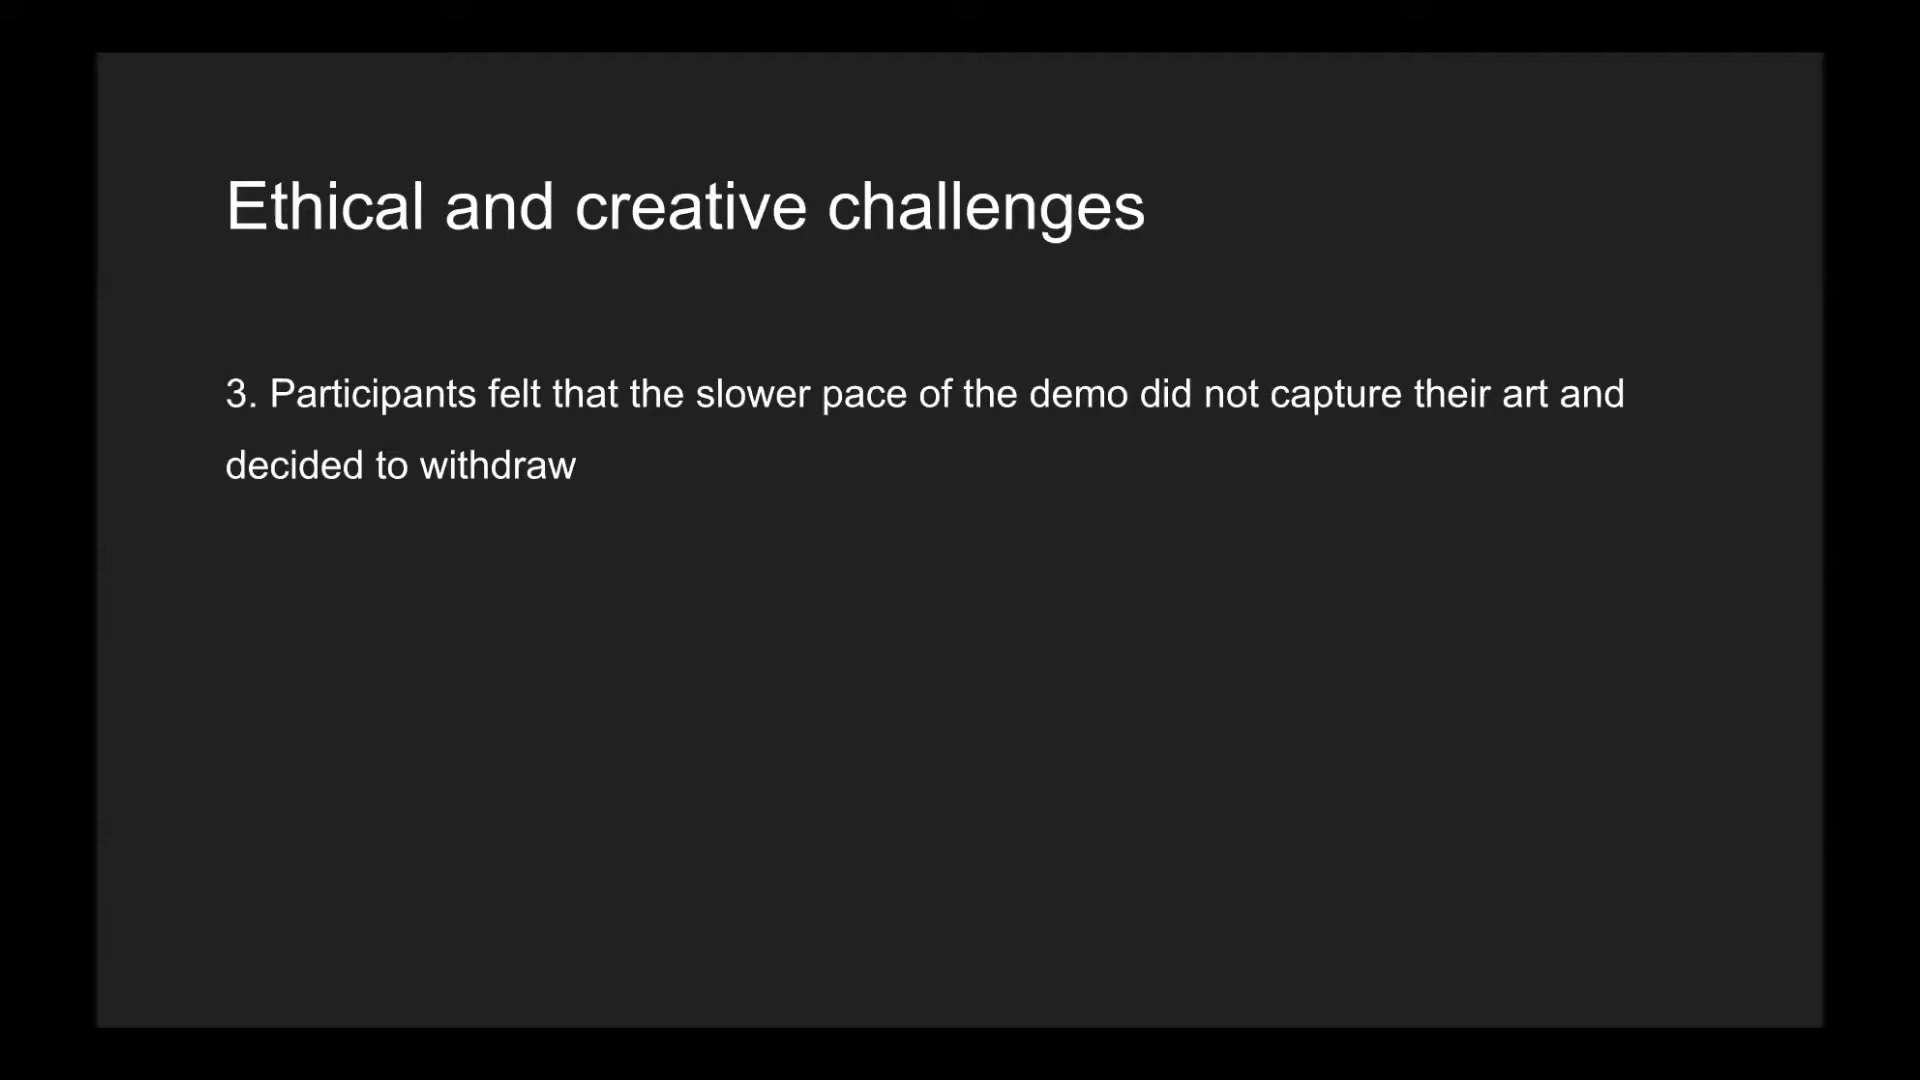 Ethical and creative challenges
3. Participants felt that the slower pace of the demo did not capture their art and
decided to withdraw